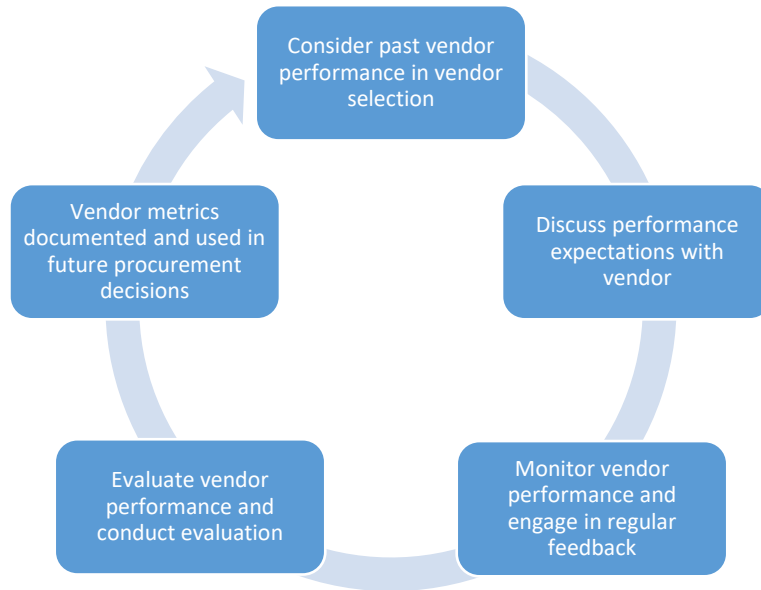 Consider past vendor
performance in vendor
selection
Discuss performance
expectations with
vendor
Monitor vendor
performance and
engage in regular
feedback
Evaluate vendor
performance and
conduct evaluation
Vendor metrics
documented and used in
future procurement
decisions